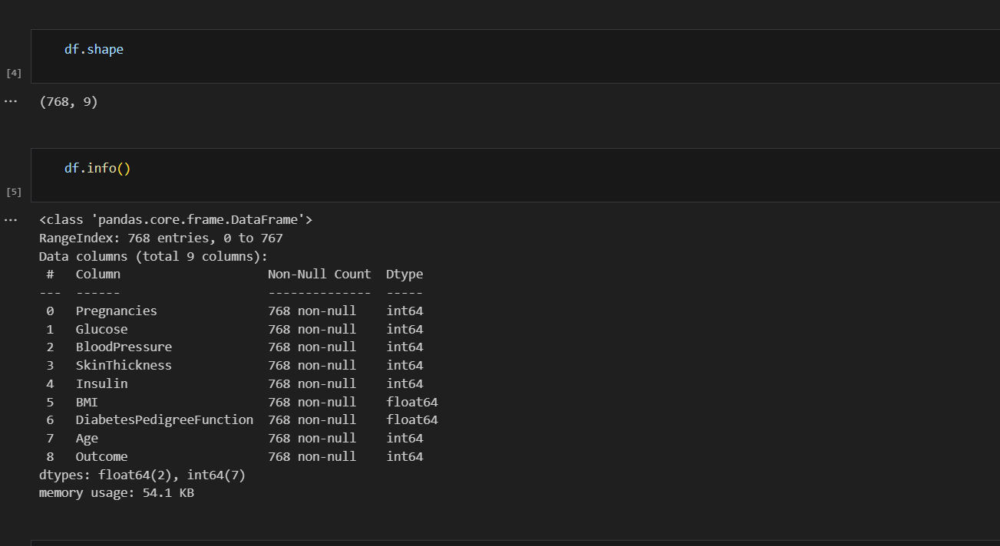 df.shape
[4]
... (768, 9)
df.info()
[5]
... <class 'pandas.core.frame.DataFrame'>
RangeIndex: 768 entries, 0 to 767
Data columns (total 9 columns):
 #   Column                    Non-Null Count  Dtype
---  ------                    --------------  -----
 0   Pregnancies               768 non-null    int64
 1   Glucose                   768 non-null    int64
 2   BloodPressure             768 non-null    int64
 3   SkinThickness             768 non-null    int64
 4   Insulin                   768 non-null    int64
 5   BMI                       768 non-null    float64
 6   DiabetesPedigreeFunction  768 non-null    float64
 7   Age                       768 non-null    int64
 8   Outcome                   768 non-null    int64
dtypes: float64(2), int64(7)
memory usage: 54.1 KB